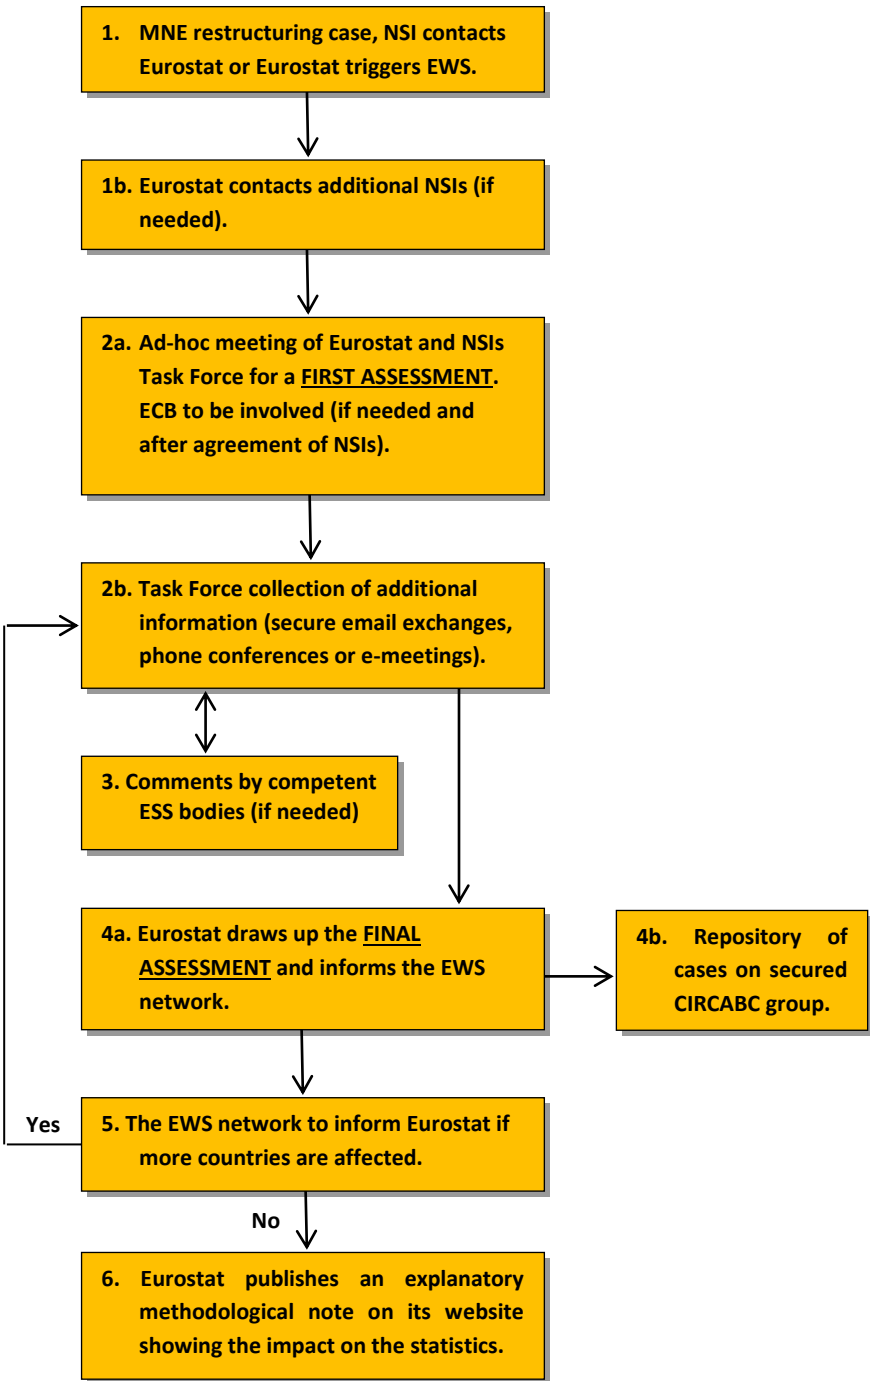 1. MNE restructuring case, NSI contacts
Eurostat or Eurostat triggers EWS.
1b. Eurostat contacts additional NSIs (if
needed).
2a. Ad-hoc meeting of Eurostat and NSIs
Task Force for a FIRST ASSESSMENT.
ECB to be involved (if needed and
after agreement of NSIs).
2b. Task Force collection of additional
information (secure email exchanges,
phone conferences or e-meetings).
3. Comments by competent
ESS bodies (if needed)
4a. Eurostat draws up the FINAL
ASSESSMENT and informs the EWS
network.
4b. Repository of
cases on secured
CIRCABC group.
Yes
5. The EWS network to inform Eurostat if
more countries are affected.
No
6. Eurostat publishes an explanatory
methodological note on its website
showing the impact on the statistics.